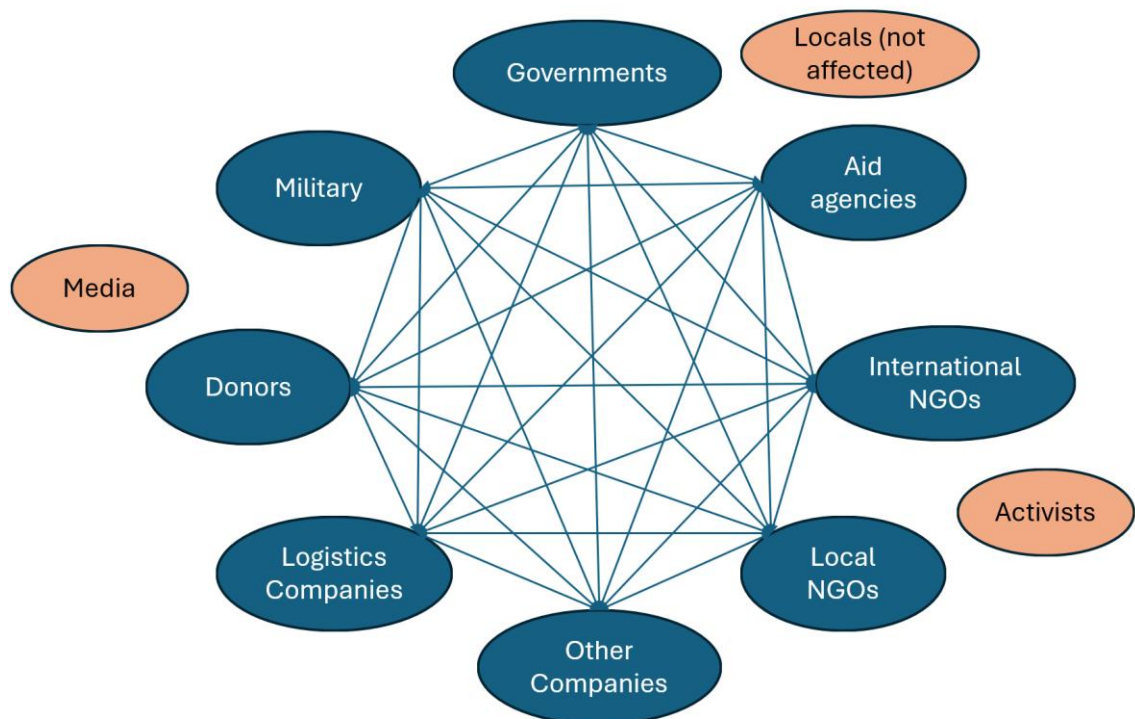 Locals (not
affected)
Governments
Military
Aid
agencies
Media
Donors
International
NGOs
Activists
Logistics
Companies
Local
NGOs
Other
Companies